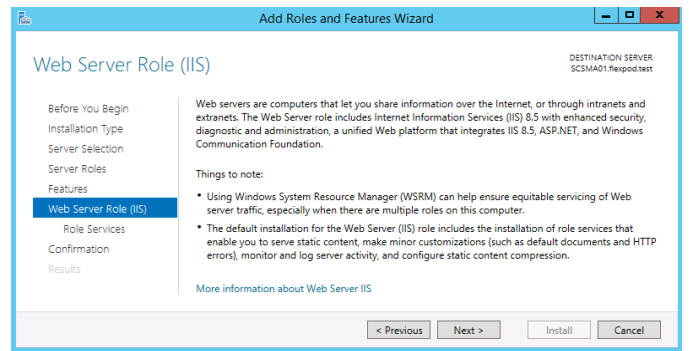 Add Roles and Features Wizard
Web Server Role (IIS)
DESTINATION SERVER
SCSMA01.flexpod.test
Before You Begin
Installation Type
Server Selection
Server Roles
Features
Web Server Role (IIS)
Role Services
Confirmation
Results
Web servers are computers that let you share information over the Internet, or through intranets and
extranets. The Web Server role includes Internet Information Services (IIS) 8.5 with enhanced security,
diagnostic and administration, a unified Web platform that integrates IIS 8.5, ASP.NET, and Windows
Communication Foundation.
Things to note:
• Using Windows System Resource Manager (WSRM) can help ensure equitable servicing of Web
server traffic, especially when there are multiple roles on this computer.
• The default installation for the Web Server (IIS) role includes the installation of role services that
enable you to serve static content, make minor customizations (such as default documents and HTTP
errors), monitor and log server activity, and configure static content compression.
More information about Web Server IIS
< Previous
Next >
Install
Cancel